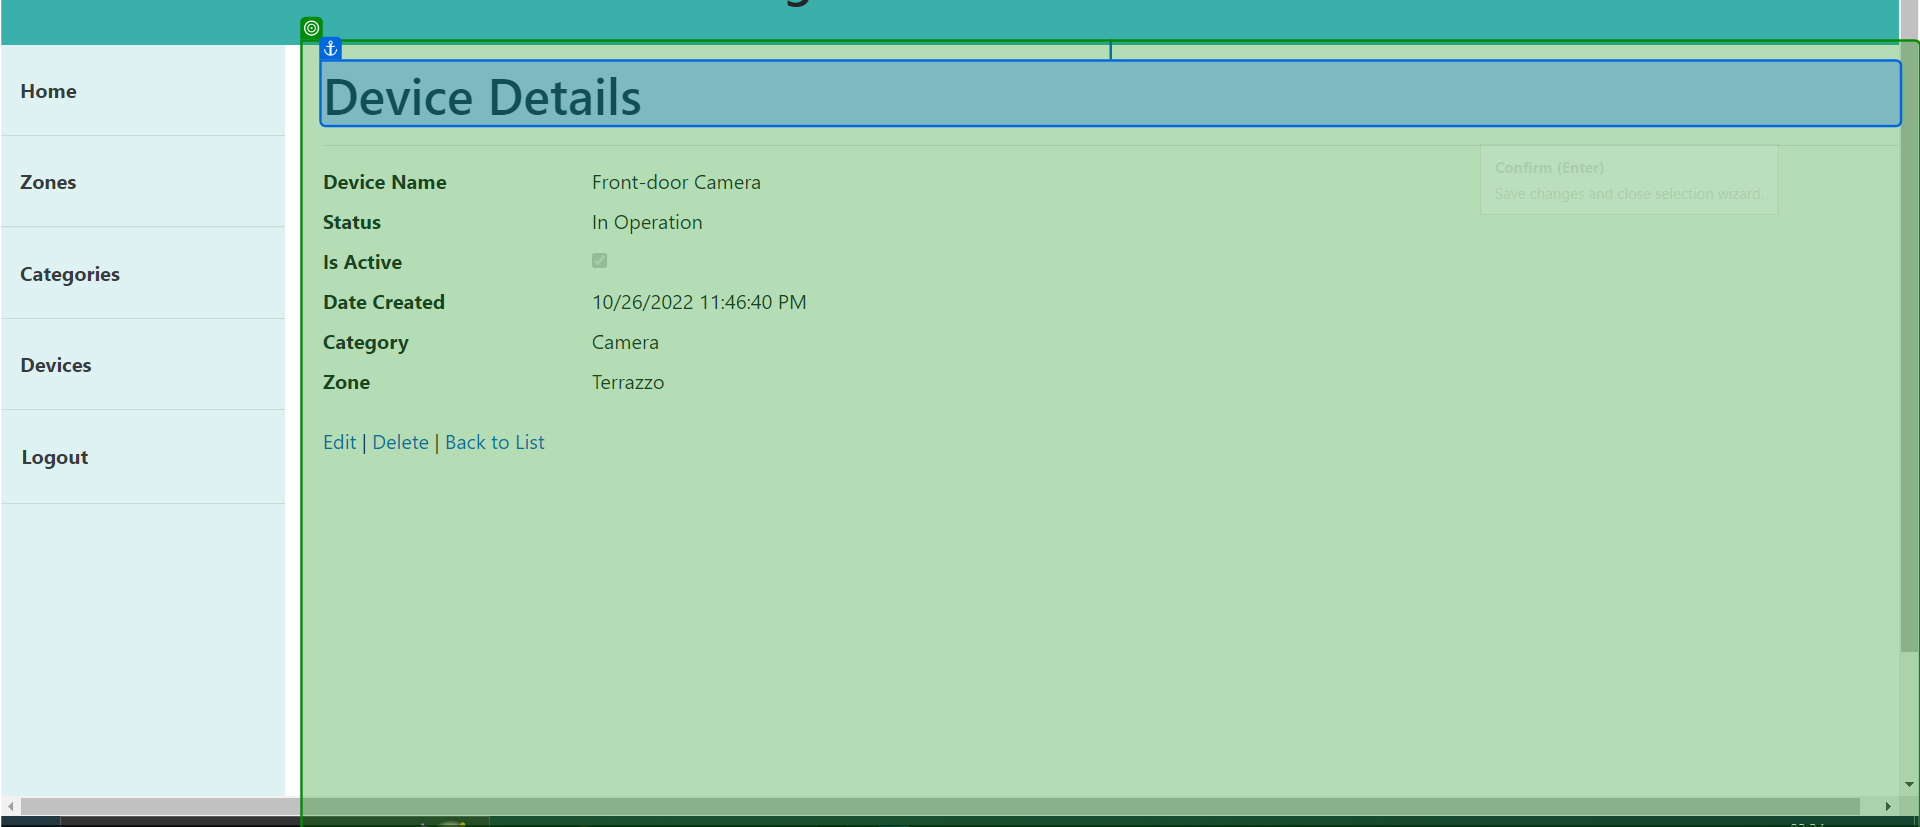 Home
Zones
Categories
Devices
Logout
Device Details
Confirm (Enter)
Save changes and close selection wizard.
Device Name Front-door Camera
Status In Operation
Is Active
Date Created 10/26/2022 11:46:40 PM
Category Camera
Zone Terrazzo
Edit | Delete | Back to List